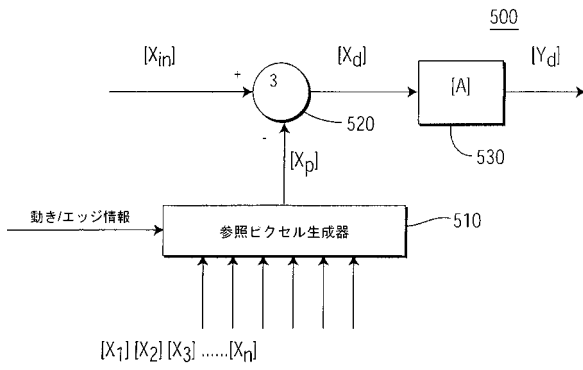 500
[Xin] + 3 [Xd] [A] [Yd]
520
530
-
[Xp]
動き/エッジ情報
参照ピクセル生成器
510
[X1] [X2] [X3] ......[Xn]